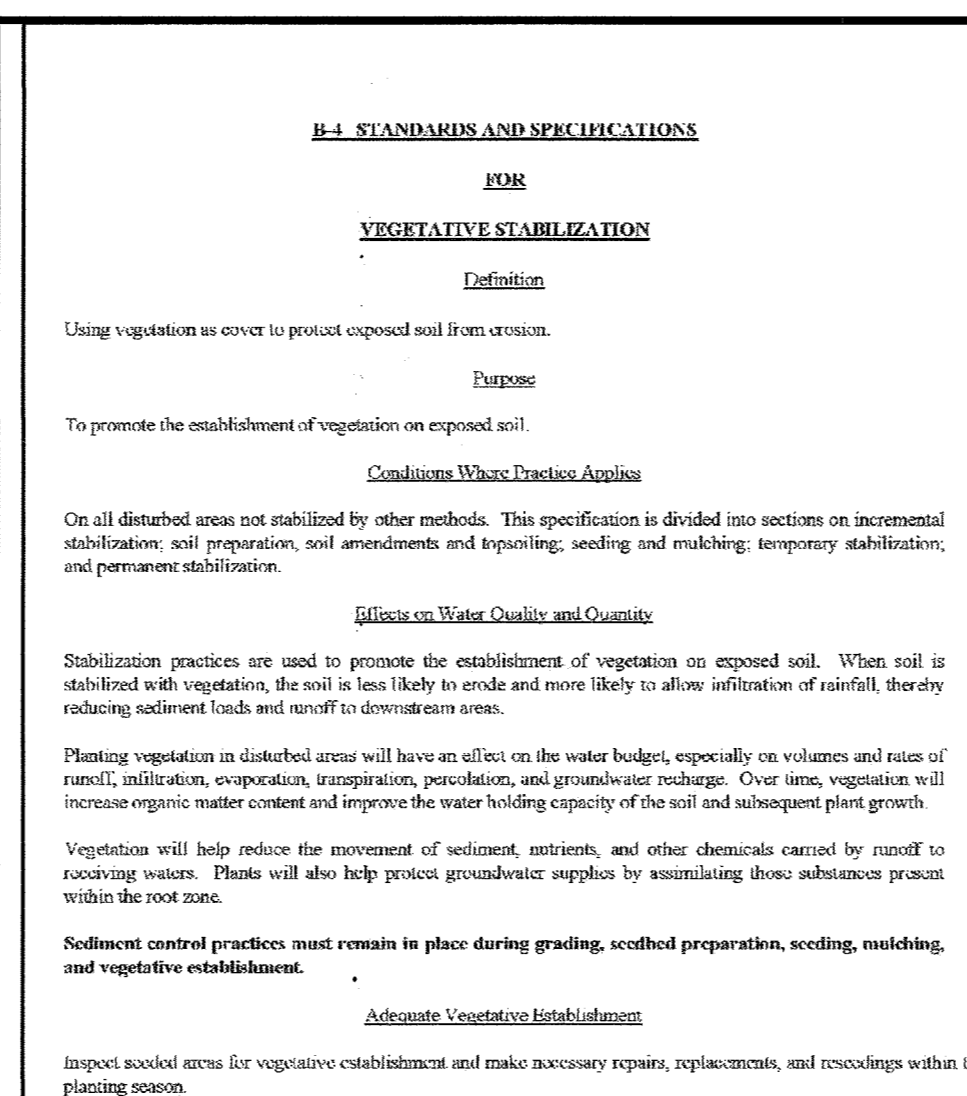 B-4 STANDARDS AND SPECIFICATIONS
FOR
VEGETATIVE STABILIZATION
Definition
Using vegetation as cover to protect exposed soil from erosion.
Purpose
To promote the establishment of vegetation on exposed soil.
Conditions Where Practice Applies
On all disturbed areas not stabilized by other methods. This specification is divided into sections on incremental
stabilization; soil preparation, soil amendments and topsoiling; seeding and mulching; temporary stabilization;
and permanent stabilization.
Effects on Water Quality and Quantity
Stabilization practices are used to promote the establishment of vegetation on exposed soil. When soil is
stabilized with vegetation, the soil is less likely to erode and more likely to allow infiltration of rainfall, thereby
reducing sediment loads and runoff to downstream areas.
Planting vegetation in disturbed areas will have an effect on the water budget, especially on volumes and rates of
runoff, infiltration, evaporation, transpiration, percolation, and groundwater recharge. Over time, vegetation will
increase organic matter content and improve the water holding capacity of the soil and subsequent plant growth.
Vegetation will help reduce the movement of sediment, nutrients, and other chemicals carried by runoff to
receiving waters. Plants will also help protect groundwater supplies by assimilating those substances present
within the root zone.
Sediment control practices must remain in place during grading, seedbed preparation, seeding, mulching,
and vegetative establishment.
Adequate Vegetative Establishment
Inspect seeded areas for vegetative establishment and make necessary repairs, replacements, and reseedings within
planting season.